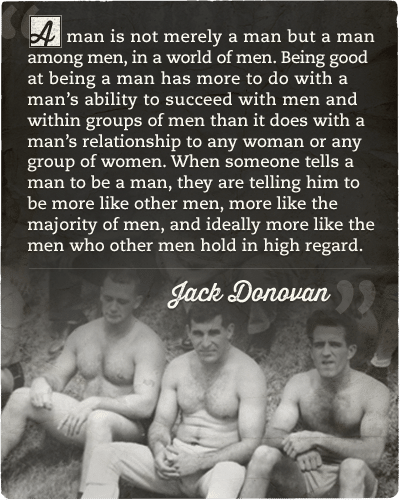 A man is not merely a man but a man
among men, in a world of men. Being good
at being a man has more to do with a
man's ability to succeed with men and
within groups of men than it does with a
man's relationship to any woman or any
group of women. When someone tells a
man to be a man, they are telling him to
be more like other men, more like the
majority of men, and ideally more like the
men who other men hold in high regard.
Jack Donovan